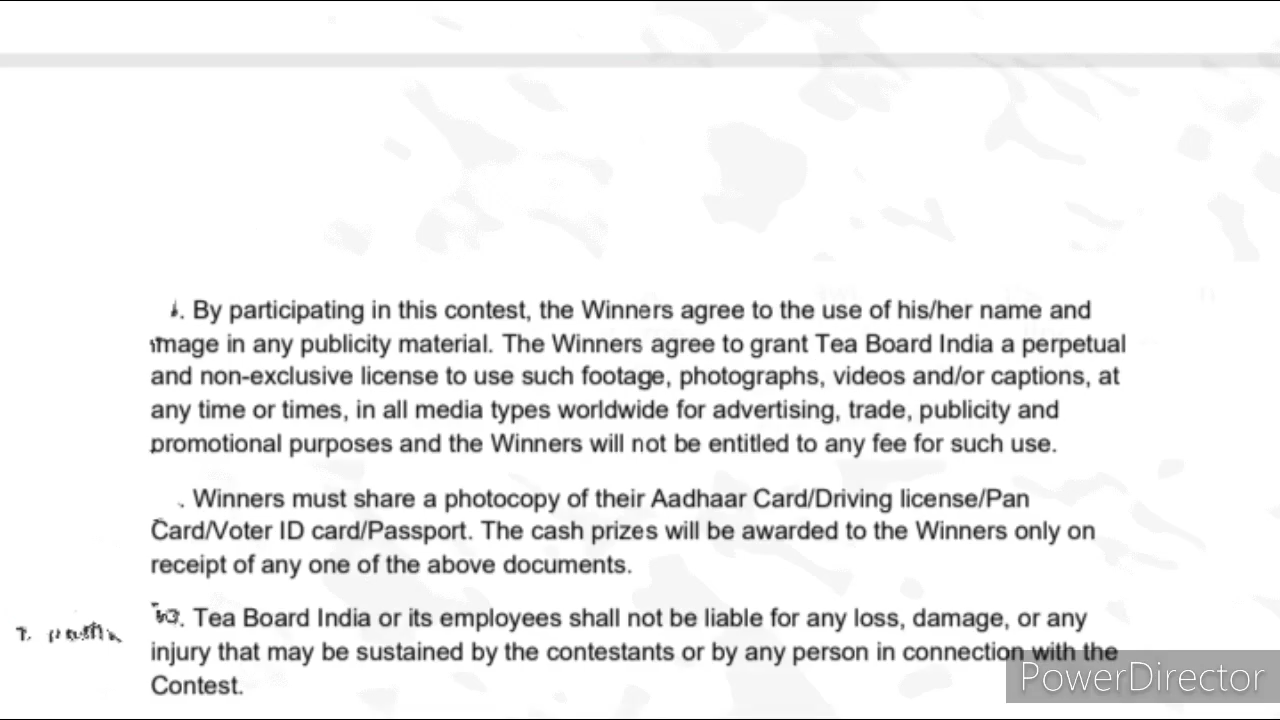 . By participating in this contest, the Winners agree to the use of his/her name and
image in any publicity material. The Winners agree to grant Tea Board India a perpetual
and non-exclusive license to use such footage, photographs, videos and/or captions, at
any time or times, in all media types worldwide for advertising, trade, publicity and
promotional purposes and the Winners will not be entitled to any fee for such use.
. Winners must share a photocopy of their Aadhaar Card/Driving license/Pan
Card/Voter ID card/Passport. The cash prizes will be awarded to the Winners only on
receipt of any one of the above documents.
. Tea Board India or its employees shall not be liable for any loss, damage, or any
injury that may be sustained by the contestants or by any person in connection with the
Contest.
PowerDirector